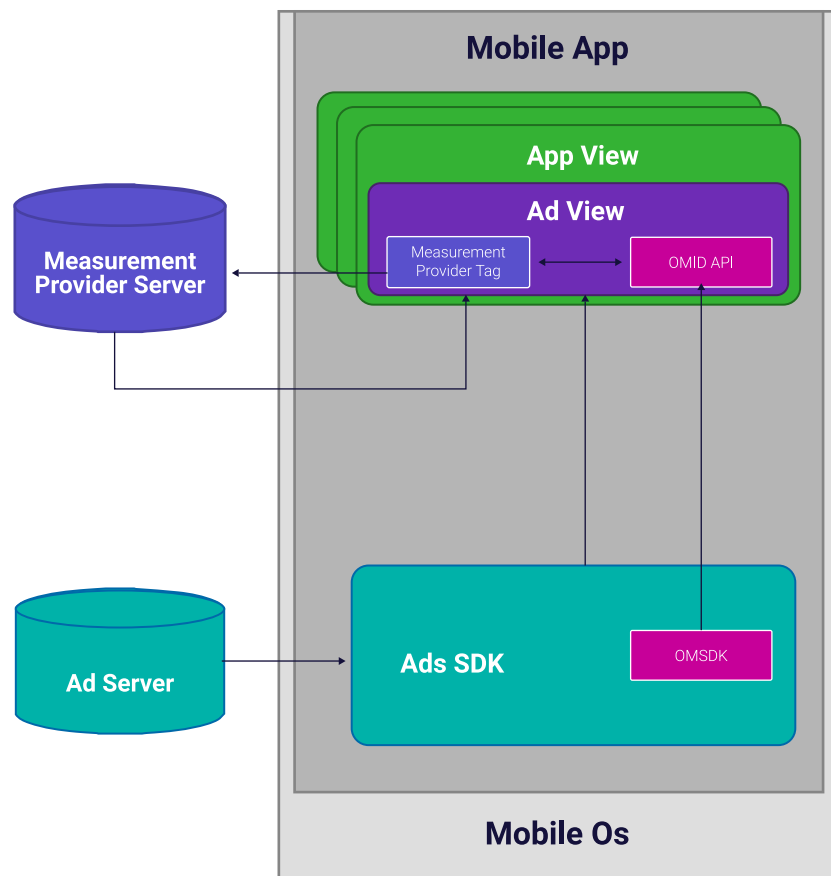 Mobile App
App View
Ad View
Measurement
Provider Tag
OMID API
Measurement
Provider Server
Ads SDK
OMSDK
Ad Server
Mobile Os